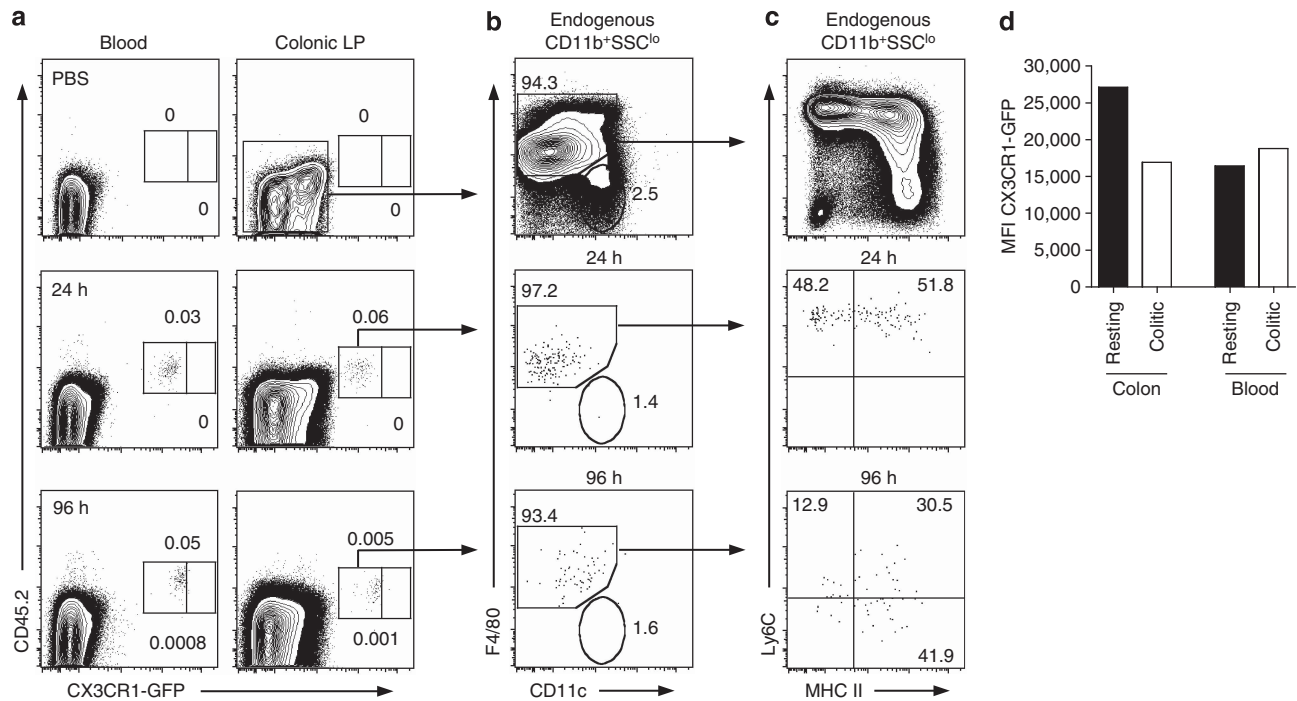 a
Blood
Colonic LP
PBS
0
0
0
0
24 h
0.03
0
0.06
0
96 h
0.05
0.0008
0.005
0.001
CD45.2
CX3CR1-GFP
b
Endogenous
CD11b+SSClo
94.3
2.5
24 h
97.2
1.4
96 h
93.4
1.6
F4/80
CD11c
c
Endogenous
CD11b+SSClo
24 h
48.2
51.8
96 h
12.9
30.5
41.9
Ly6C
MHC II
d
MFI CX3CR1-GFP
30,000
25,000
20,000
15,000
10,000
5,000
0
Resting
Colitic
Resting
Colitic
Colon
Blood